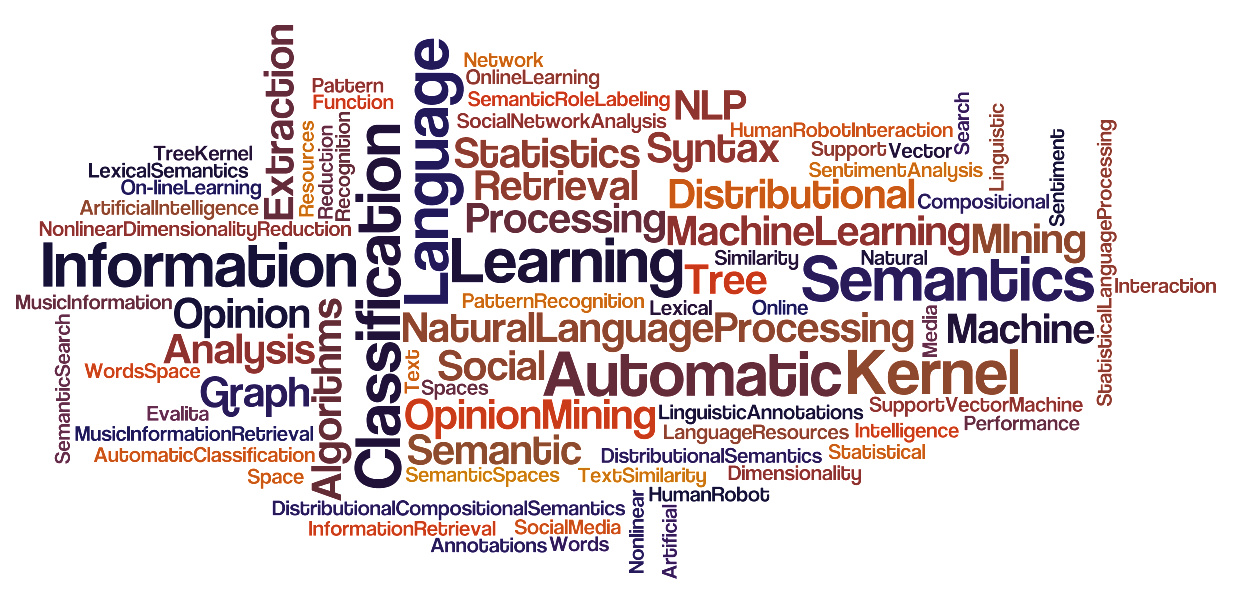 Extraction
Language
Network
OnlineLearning
Pattern
Function
SemanticRoleLabeling
NLP
SocialNetworkAnalysis
HumanRobotInteraction
Search
Linguistic
Resources
Reduction
Recognition
Classification
Statistics
Syntax
Support
Vector
Sentiment
StatisticalLanguageProcessing
TreeKernel
LexicalSemantics
On-lineLearning
Retrieval
SentimentAnalysis
Distributional
Compositional
ArtificialIntelligence
NonlinearDimensionalityReduction
Processing
MachineLearning
MIning
Information
Learning
Similarity
Natural
Tree
Semantics
Interaction
MusicInformation
Opinion
PatternRecognition
Lexical
Online
Media
Machine
NaturalLanguageProcessing
SemanticSearch
Analysis
Algorithms
WordsSpace
Text
Social
Spaces
Automatic
Kernel
Graph
Evalita
OpinionMining
LinguisticAnnotations
SupportVectorMachine
Performance
MusicInformationRetrieval
LanguageResources
Intelligence
AutomaticClassification
Semantic
DistributionalSemantics
Statistical
Space
SemanticSpaces
TextSimilarity
Dimensionality
HumanRobot
DistributionalCompositionalSemantics
Nonlinear
Artificial
InformationRetrieval
SocialMedia
Annotations
Words